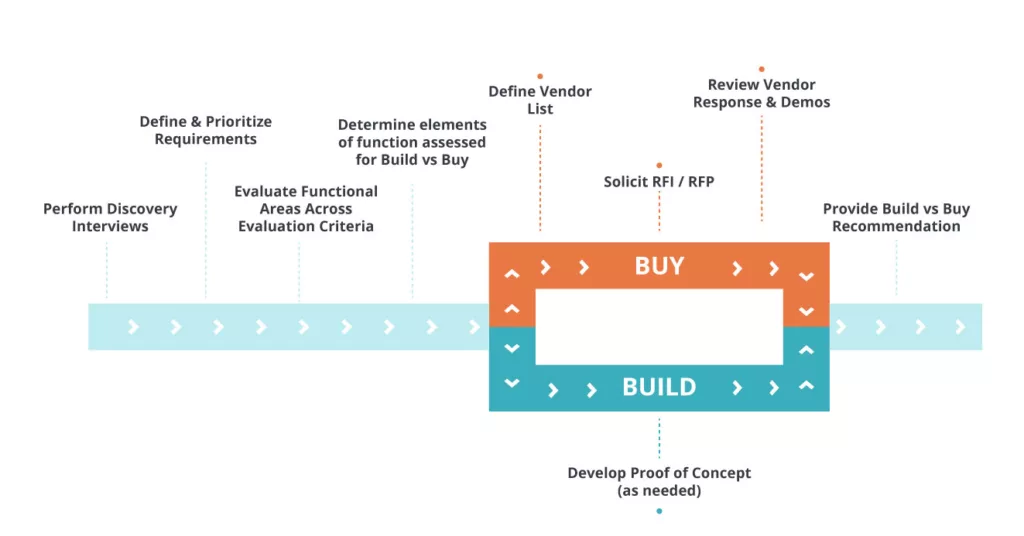 Perform Discovery
Interviews
Define & Prioritize
Requirements
Evaluate Functional
Areas Across
Evaluation Criteria
Determine elements
of function assessed
for Build vs Buy
Define Vendor
List
Solicit RFI / RFP
Review Vendor
Response & Demos
BUY
BUILD
Develop Proof of Concept
(as needed)
Provide Build vs Buy
Recommendation